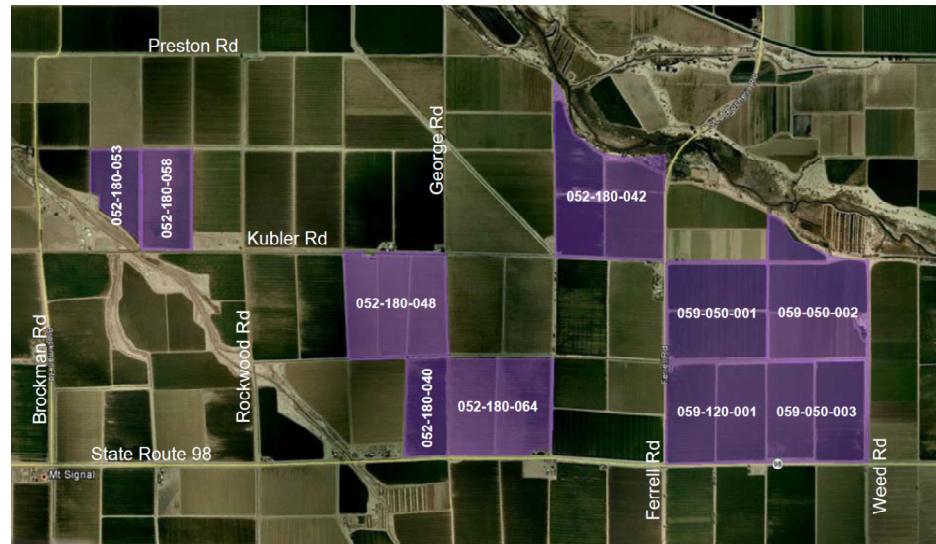 Preston Rd
George Rd
052-180-053
052-180-058
052-180-042
Kubler Rd
052-180-048
059-050-001
059-050-002
Brockman Rd
Rockwood Rd
052-180-040
052-180-064
059-120-001
059-050-003
State Route 98
Mt Signal
98
Ferrell Rd
Weed Rd